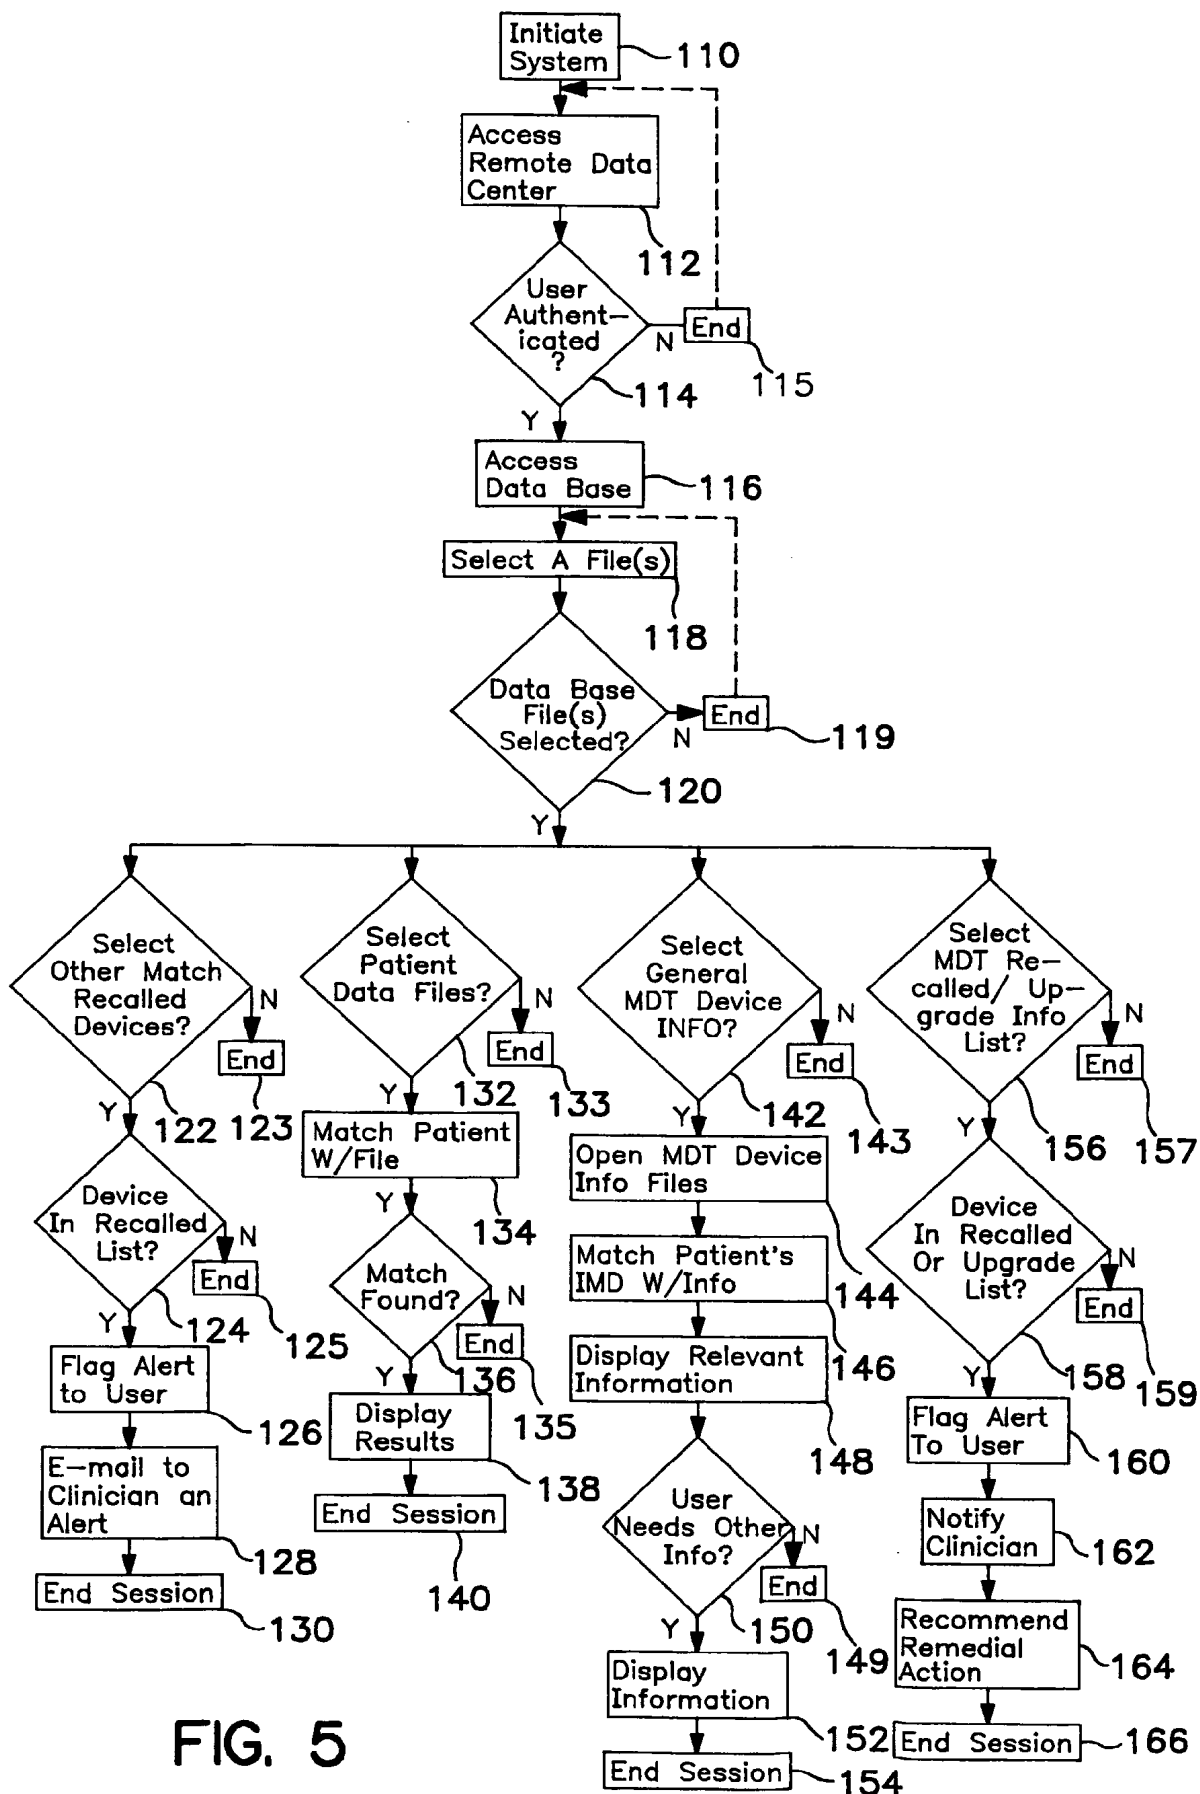 Initiate
System
110
Access
Remote Data
Center
112
User
Authent-
icated
?
N
End
115
114
Y
Access
Data Base
116
Select A File(s)
118
Data Base
File(s)
Selected?
N
End
119
120
Y
Select
Other Match
Recalled
Devices?
N
End
123
122
Y
Device
In Recalled
List?
N
End
125
124
Y
Flag Alert
to User
126
E-mail to
Clinician an
Alert
128
End Session
130
Select
Patient
Data Files?
N
End
133
132
Y
Match Patient
W/File
134
Y
Match
Found?
N
End
135
136
Y
Display
Results
138
End Session
140
Select
General
MDT Device
INFO?
N
End
143
142
Y
Open MDT Device
Info Files
144
Match Patient's
IMD W/Info
146
Display Relevant
Information
148
User
Needs Other
Info?
N
End
149
150
Y
Display
Information
152
End Session
154
Select
MDT Re-
called/ Up-
grade Info
List?
N
End
157
156
Y
Device
In Recalled
Or Upgrade
List?
N
End
159
158
Y
Flag Alert
To User
160
Notify
Clinician
162
Recommend
Remedial
Action
164
End Session
166
FIG. 5